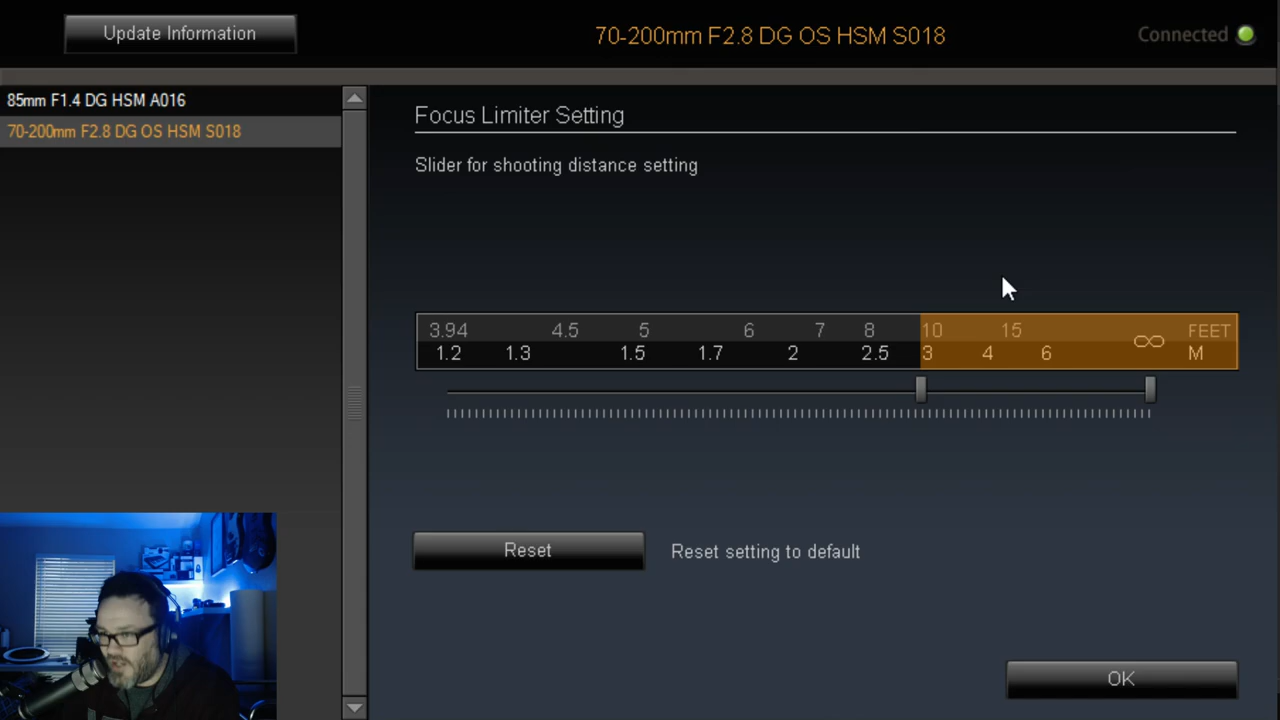 Update Information
70-200mm F2.8 DG OS HSM S018
Connected
85mm F1.4 DG HSM A016
70-200mm F2.8 DG OS HSM S018
Focus Limiter Setting
Slider for shooting distance setting
3.94 4.5 5 6 7 8 10 15 ∞ FEET
1.2 1.3 1.5 1.7 2 2.5 3 4 6 M
Reset
Reset setting to default
OK